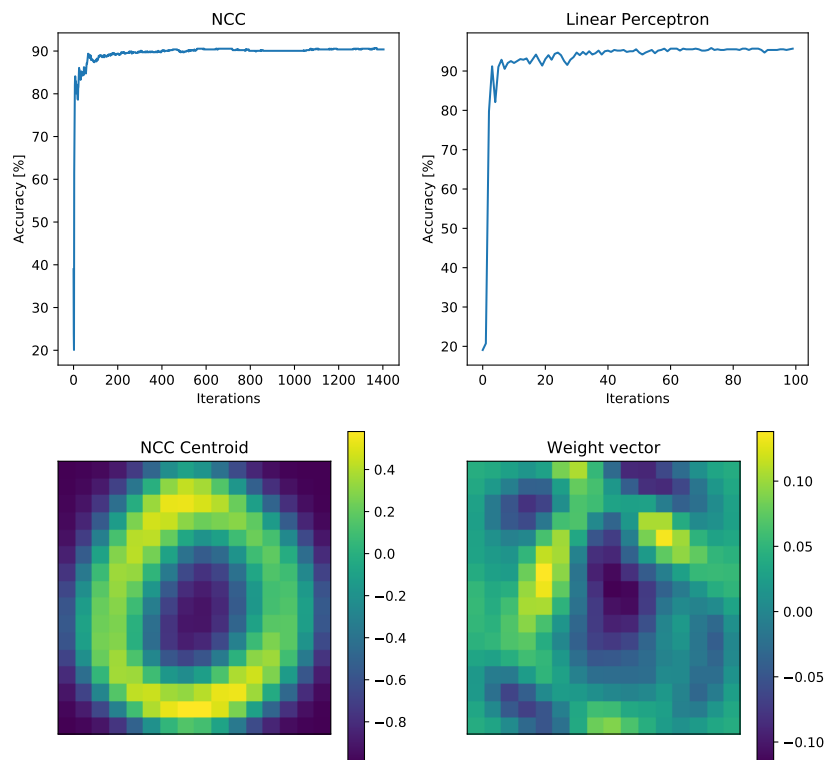 NCC
90
80
70
60
50
40
30
20
Accuracy [%]
0 200 400 600 800 1000 1200 1400
Iterations
Linear Perceptron
90
80
70
60
50
40
30
20
Accuracy [%]
0 20 40 60 80 100
Iterations
NCC Centroid
0.4
0.2
0.0
−0.2
−0.4
−0.6
−0.8
Weight vector
0.10
0.05
0.00
−0.05
−0.10